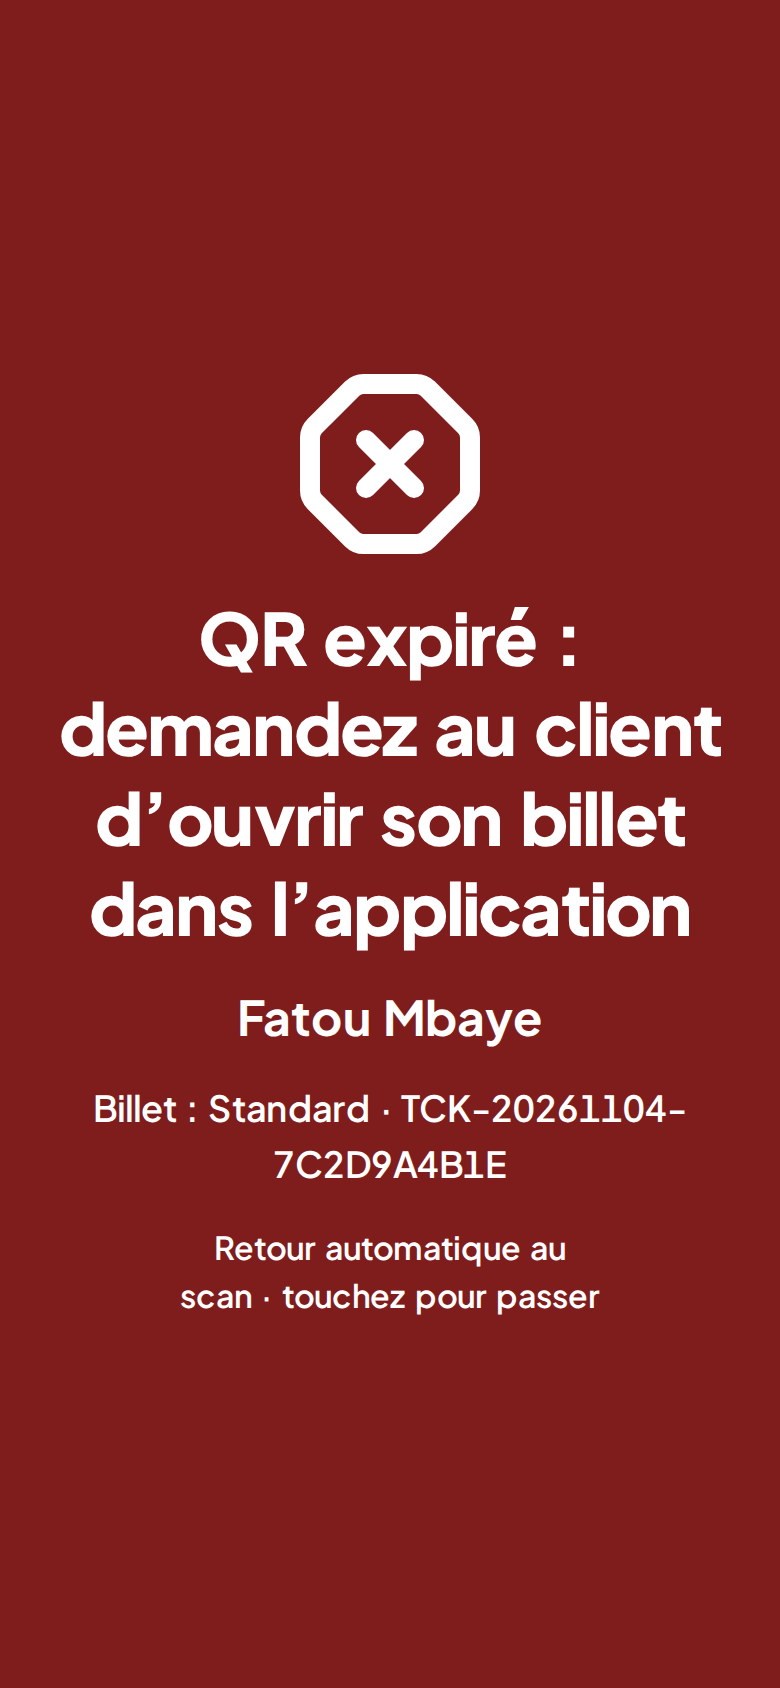 QR expiré :
demandez au client
d’ouvrir son billet
dans l’application
Fatou Mbaye
Billet : Standard · TCK-20261104-
7C2D9A4B1E
Retour automatique au
scan · touchez pour passer